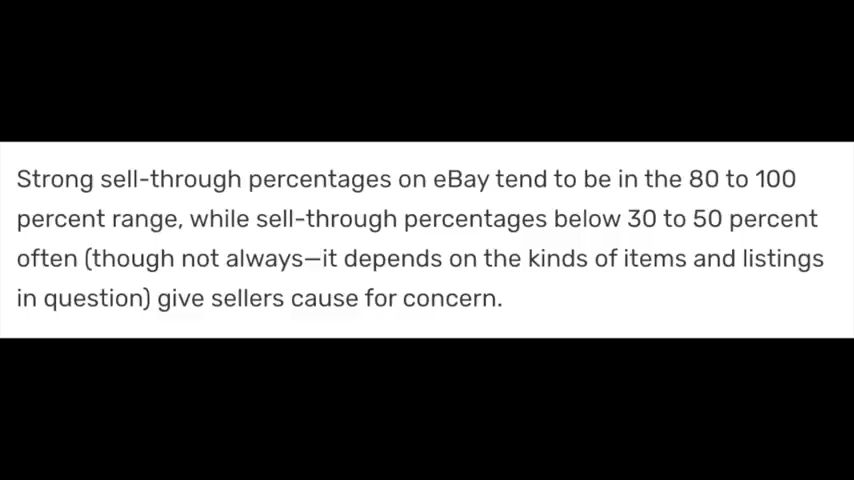 Strong sell-through percentages on eBay tend to be in the 80 to 100
percent range, while sell-through percentages below 30 to 50 percent
often (though not always—it depends on the kinds of items and listings
in question) give sellers cause for concern.